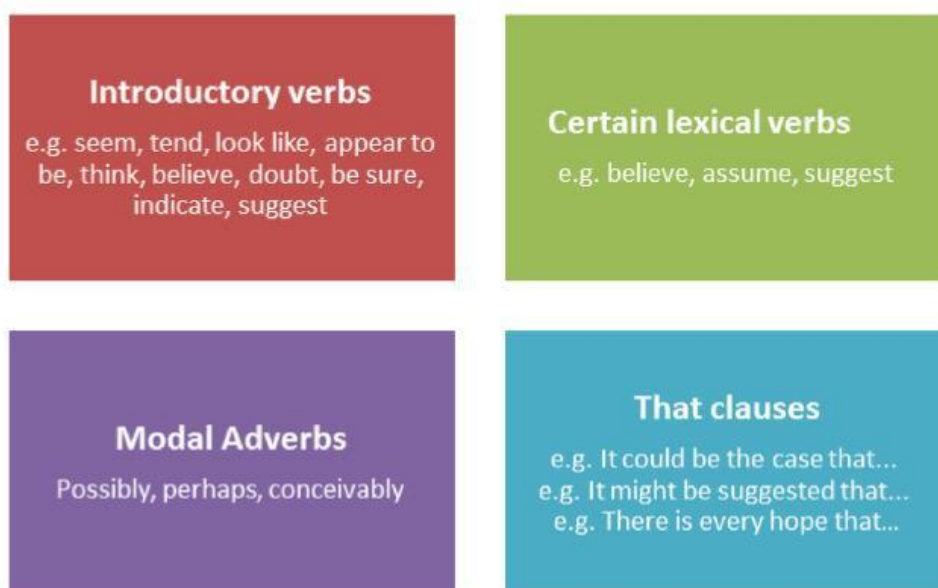 Introductory verbs
e.g. seem, tend, look like, appear to
be, think, believe, doubt, be sure,
indicate, suggest
Certain lexical verbs
e.g. believe, assume, suggest
Modal Adverbs
Possibly, perhaps, conceivably
That clauses
e.g. It could be the case that...
e.g. It might be suggested that...
e.g. There is every hope that...